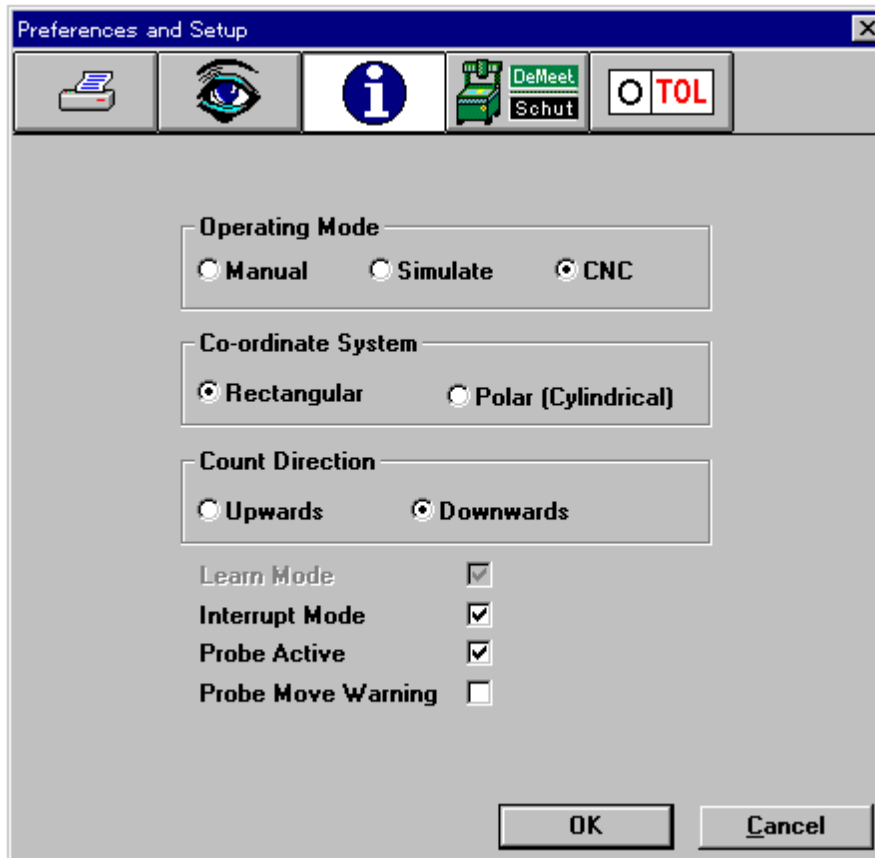 Preferences and Setup
DeMeet
Schut
O TOL
Operating Mode
Manual Simulate CNC
Co-ordinate System
Rectangular Polar (Cylindrical)
Count Direction
Upwards Downwards
Learn Mode
Interrupt Mode
Probe Active
Probe Move Warning
OK Cancel